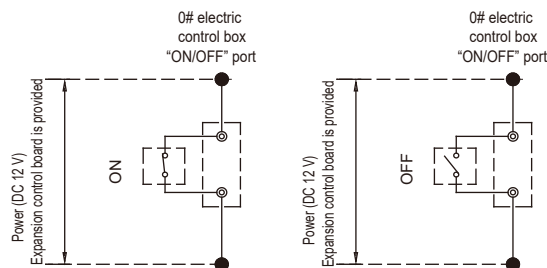 0# electric
control box
“ON/OFF” port
Power (DC 12 V)
Expansion control board is provided
ON
0# electric
control box
“ON/OFF” port
Power (DC 12 V)
Expansion control board is provided
OFF